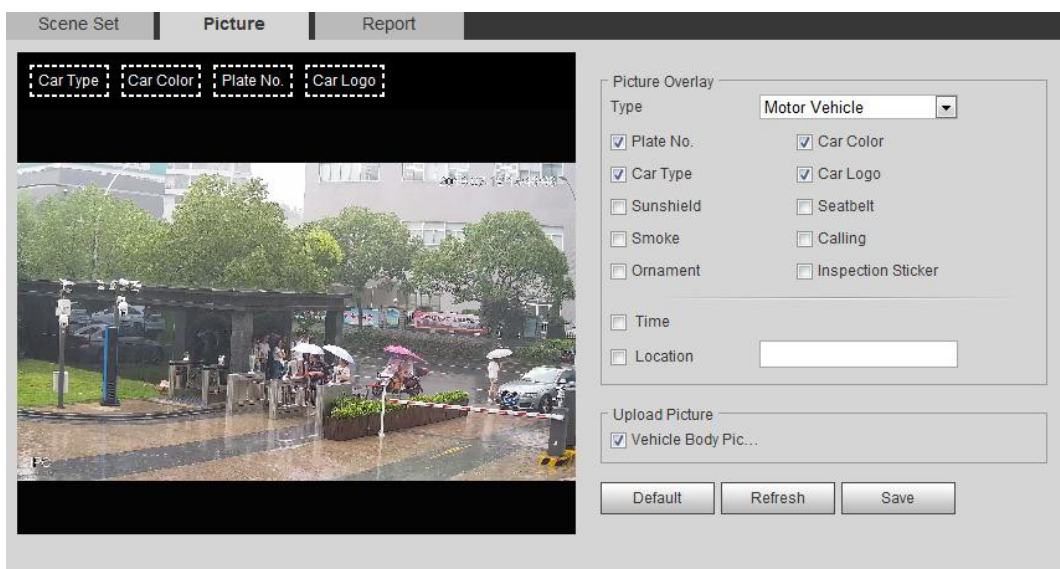 Scene Set Picture Report
Car Type Car Color Plate No. Car Logo
Picture Overlay
Type Motor Vehicle
Plate No. Car Color
Car Type Car Logo
Sunshield Seatbelt
Smoke Calling
Ornament Inspection Sticker
Time
Location
Upload Picture
Vehicle Body Pic...
Default Refresh Save